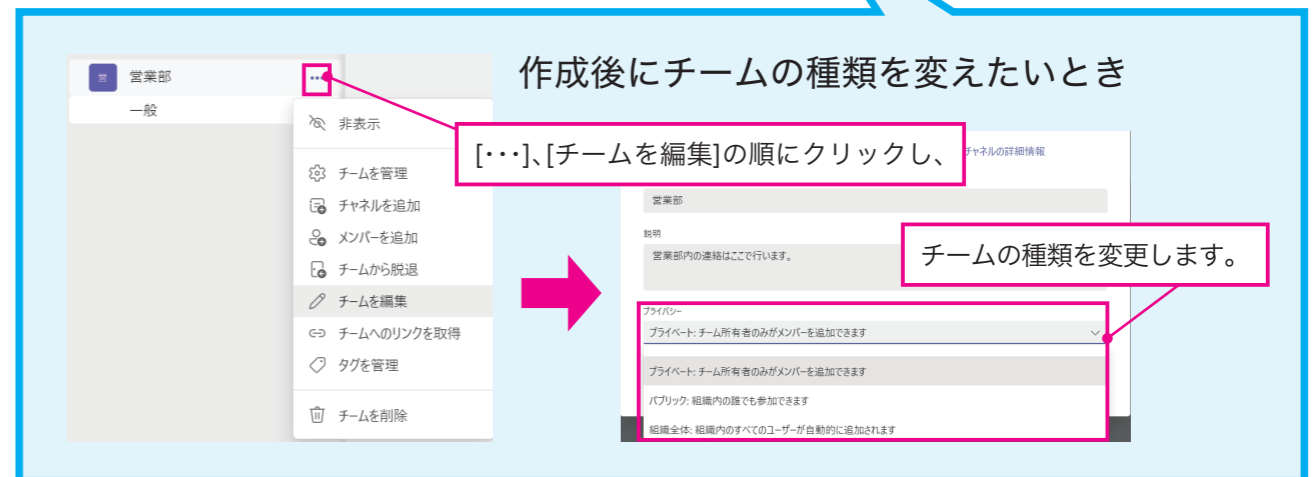 作成後にチームの種類を変えたいとき
営
営業部
一般
非表示
チームを管理
チャネルを追加
メンバーを追加
チームから脱退
チームを編集
チームへのリンクを取得
タグを管理
チームを削除
[･･･]、[チームを編集]の順にクリックし、
チャネルの詳細情報
営業部
説明
営業部内の連絡はここで行います。
チームの種類を変更します。
プライバシー
プライベート: チーム所有者のみがメンバーを追加できます
プライベート: チーム所有者のみがメンバーを追加できます
パブリック: 組織内の誰でも参加できます
組織全体: 組織内のすべてのユーザーが自動的に追加されます